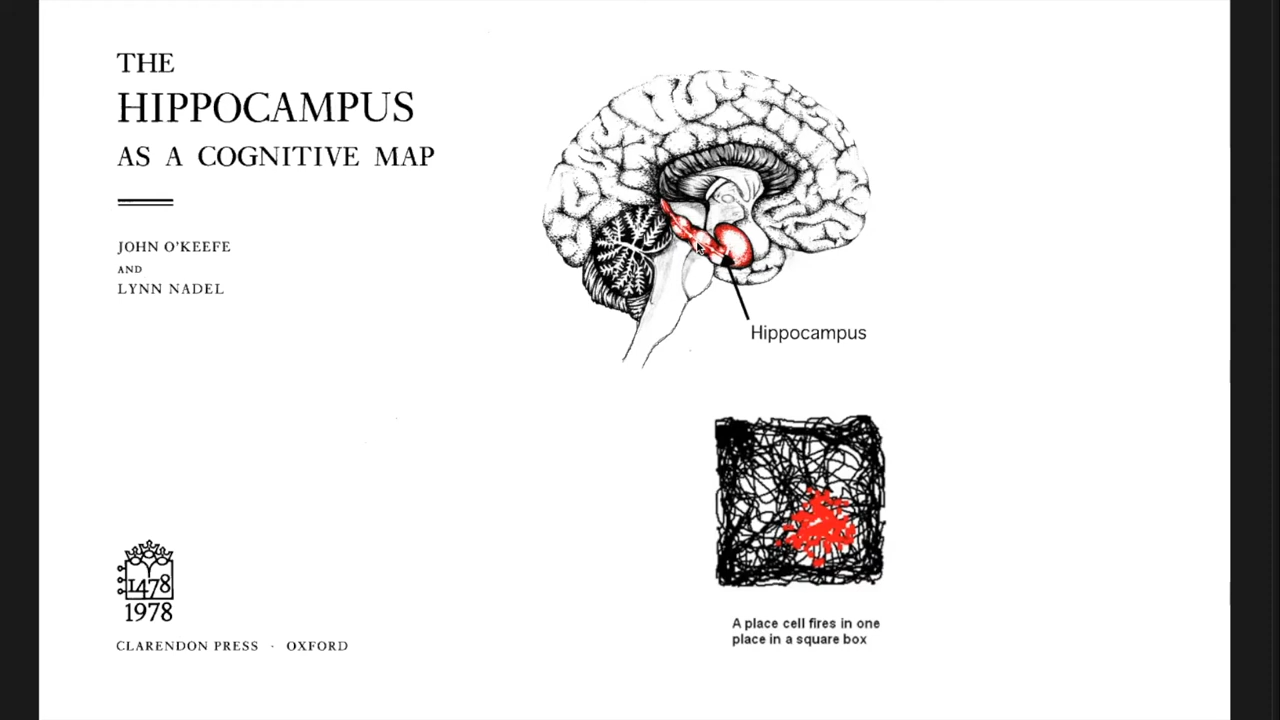 THE
HIPPOCAMPUS
AS A COGNITIVE MAP
JOHN O'KEEFE
AND
LYNN NADEL
1478
1978
CLARENDON PRESS · OXFORD
Hippocampus
A place cell fires in one
place in a square box